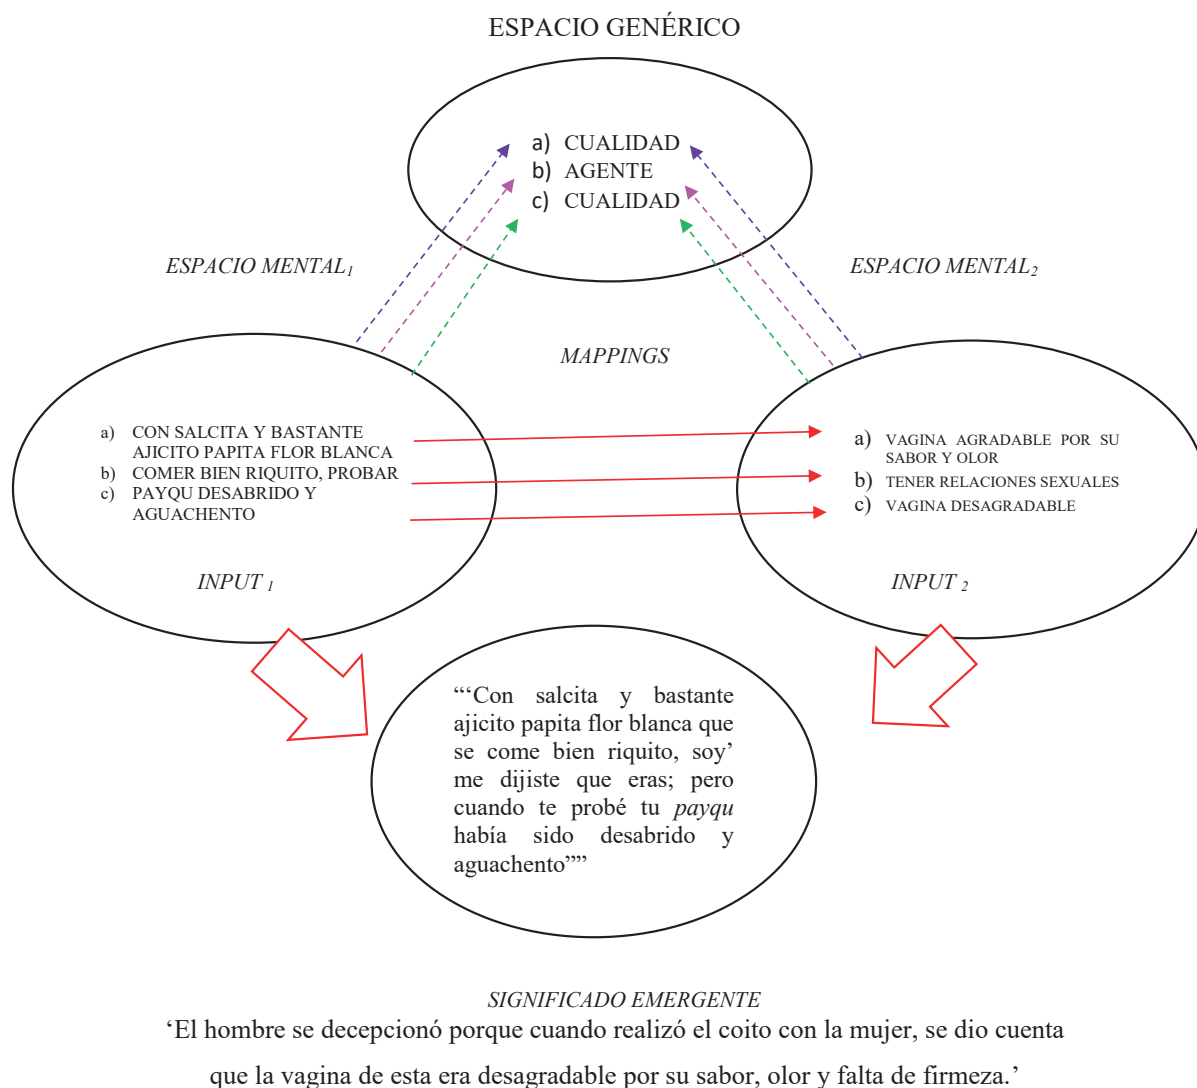 ESPACIO GENÉRICO
a) CUALIDAD
b) AGENTE
c) CUALIDAD
ESPACIO MENTAL1
ESPACIO MENTAL2
MAPPINGS
a) CON SALCITA Y BASTANTE
AJICITO PAPITA FLOR BLANCA
b) COMER BIEN RIQUITO, PROBAR
c) PAYQU DESABRIDO Y
AGUACHENTO
INPUT 1
a) VAGINA AGRADABLE POR SU
SABOR Y OLOR
b) TENER RELACIONES SEXUALES
c) VAGINA DESAGRADABLE
INPUT 2
“‘Con salcita y bastante
ajicito papita flor blanca que
se come bien riquito, soy’
me dijiste que eras; pero
cuando te probé tu payqu
había sido desabrido y
aguachento”’”
SIGNIFICADO EMERGENTE
‘El hombre se decepcionó porque cuando realizó el coito con la mujer, se dio cuenta
que la vagina de esta era desagradable por su sabor, olor y falta de firmeza.’